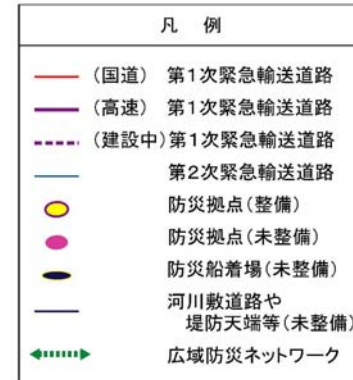 凡 例
(国道) 第1次緊急輸送道路
(高速) 第1次緊急輸送道路
(建設中)第1次緊急輸送道路
第2次緊急輸送道路
防災拠点(整備)
防災拠点(未整備)
防災船着場(未整備)
河川敷道路や
堤防天端等(未整備)
広域防災ネットワーク